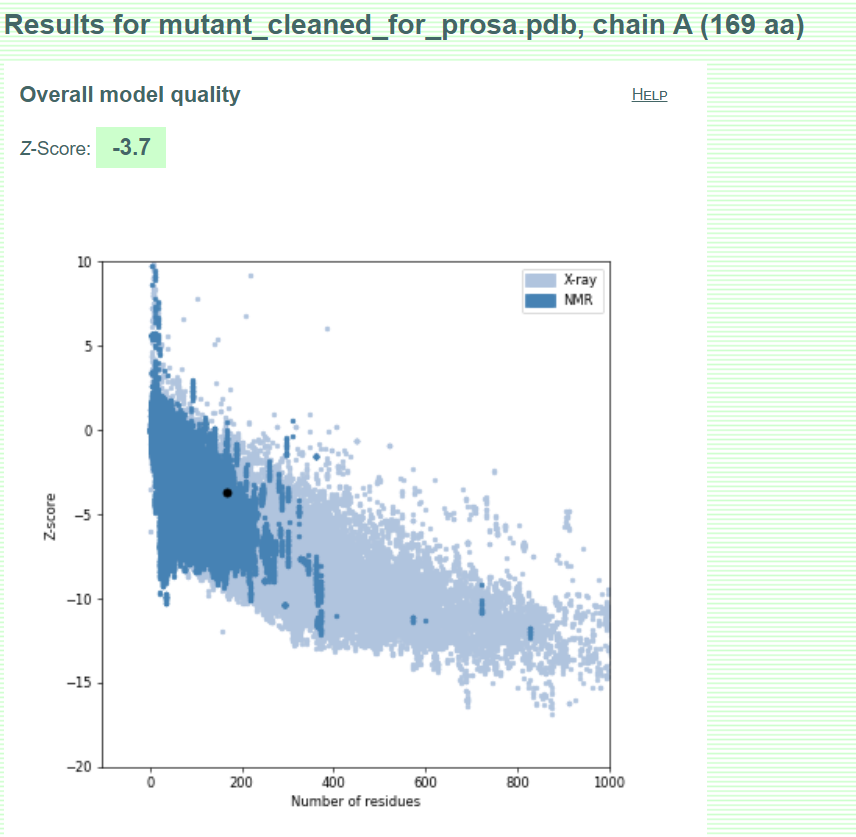 Results for mutant_cleaned_for_prosa.pdb, chain A (169 aa)
Overall model quality
HELP
Z-Score: -3.7
X-ray
NMR
10
5
0
−5
−10
−15
−20
Z-score
0 200 400 600 800 1000
Number of residues